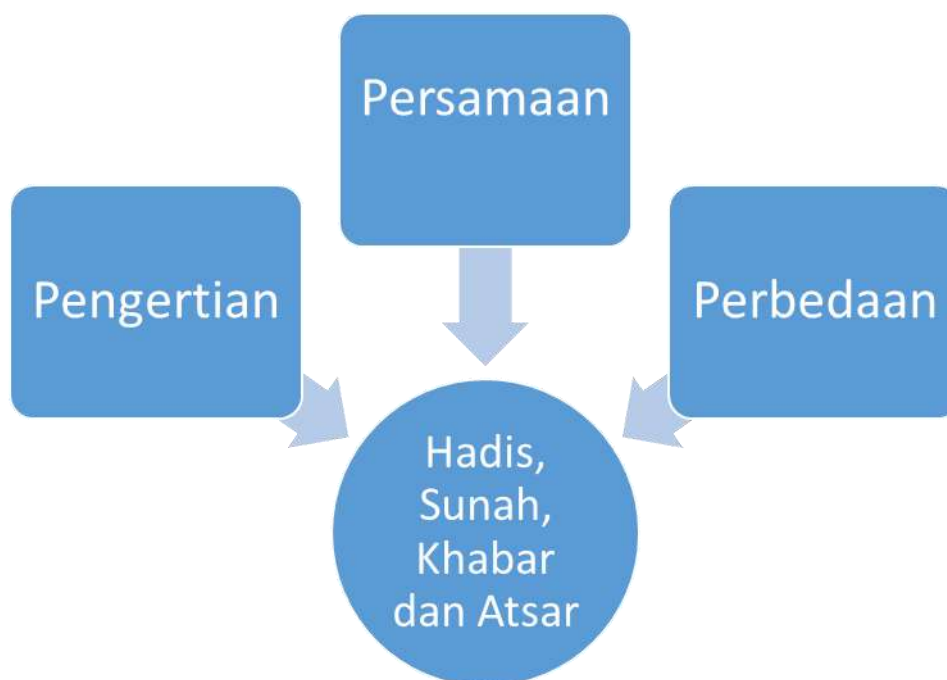 Persamaan
Pengertian
Perbedaan
Hadis,
Sunah,
Khabar
dan Atsar